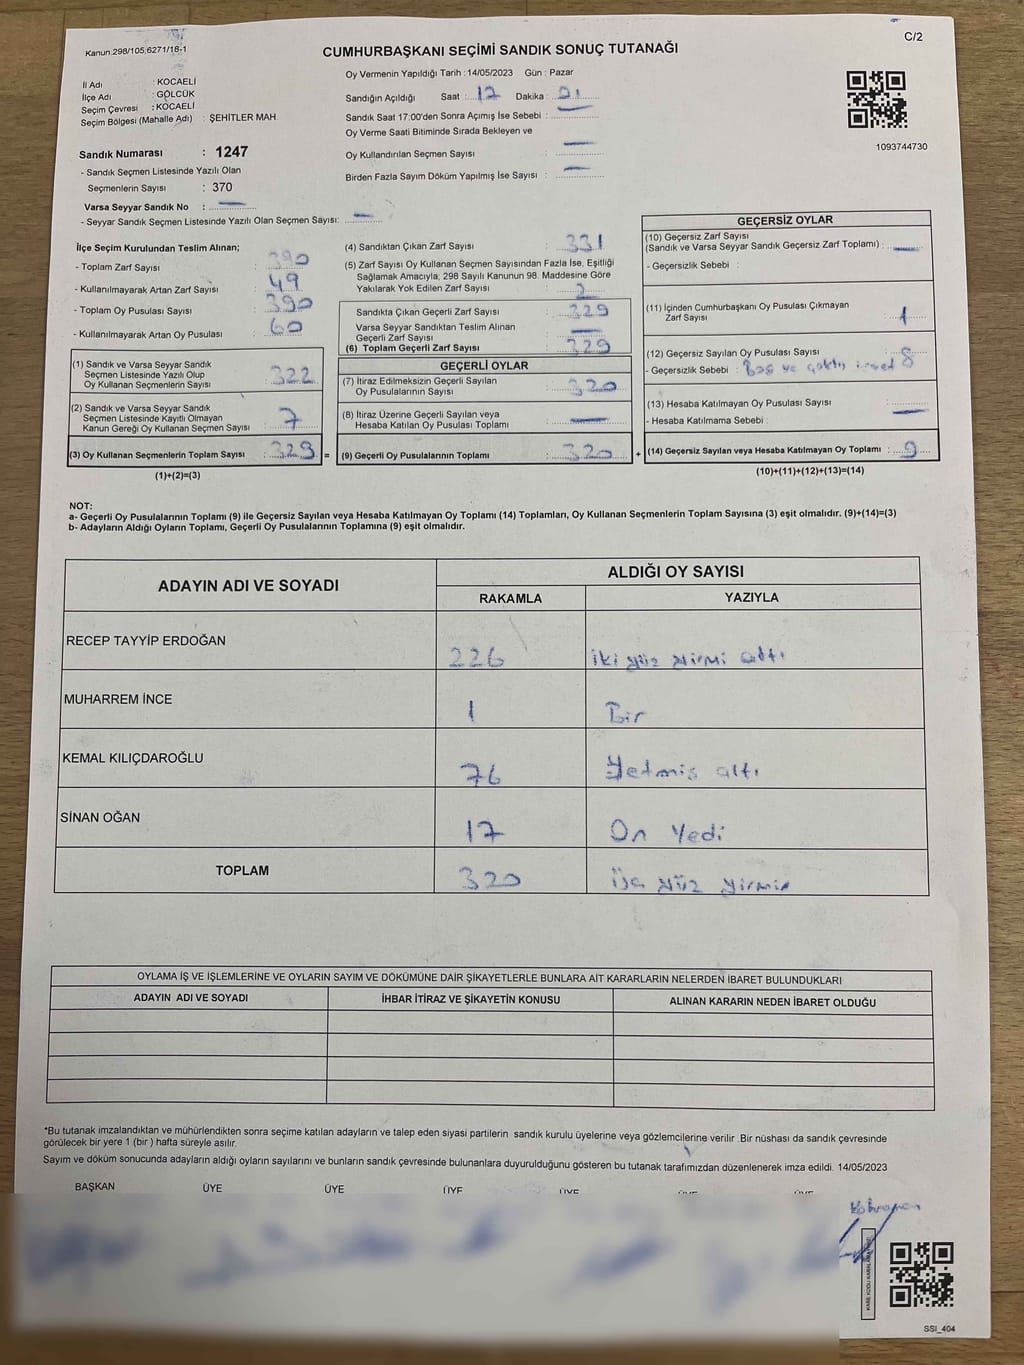 Kanun.298/105,6271/18-1
C/2
CUMHURBAŞKANI SEÇİMİ SANDIK SONUÇ TUTANAĞI
İl Adı : KOCAELİ
İlçe Adı : GÖLCÜK
Seçim Çevresi : KOCAELİ
Seçim Bölgesi (Mahalle Adı) : ŞEHİTLER MAH.
Oy Vermenin Yapıldığı Tarih : 14/05/2023 Gün : Pazar
Sandığın Açıldığı Saat : 17 Dakika : 21
Sandık Saat 17:00'den Sonra Açımış İse Sebebi :
Oy Verme Saati Bitiminde Sırada Bekleyen ve
Oy Kullandırılan Seçmen Sayısı : —
Birden Fazla Sayım Döküm Yapılmış İse Sayısı : —
1093744730
Sandık Numarası : 1247
- Sandık Seçmen Listesinde Yazılı Olan
Seçmenlerin Sayısı : 370
Varsa Seyyar Sandık No : —
- Seyyar Sandık Seçmen Listesinde Yazılı Olan Seçmen Sayısı: —
İlçe Seçim Kurulundan Teslim Alınan;
- Toplam Zarf Sayısı : 390
- Kullanılmayarak Artan Zarf Sayısı : 49
- Toplam Oy Pusulası Sayısı : 390
- Kullanılmayarak Artan Oy Pusulası : 60
(1) Sandık ve Varsa Seyyar Sandık
Seçmen Listesinde Yazılı Olup
Oy Kullanan Seçmenlerin Sayısı : 322
(2) Sandık ve Varsa Seyyar Sandık
Seçmen Listesinde Kayıtlı Olmayan
Kanun Gereği Oy Kullanan Seçmen Sayısı : 7
(3) Oy Kullanan Seçmenlerin Toplam Sayısı : 329 =
(1)+(2)=(3)
(4) Sandıktan Çıkan Zarf Sayısı : 331
(5) Zarf Sayısı Oy Kullanan Seçmen Sayısından Fazla İse, Eşitliği
Sağlamak Amacıyla; 298 Sayılı Kanunun 98. Maddesine Göre
Yakılarak Yok Edilen Zarf Sayısı : 2
Sandıkta Çıkan Geçerli Zarf Sayısı : 329
Varsa Seyyar Sandıktan Teslim Alınan
Geçerli Zarf Sayısı : —
(6) Toplam Geçerli Zarf Sayısı : 329
GEÇERLİ OYLAR
(7) İtiraz Edilmeksizin Geçerli Sayılan
Oy Pusulalarının Sayısı : 320
(8) İtiraz Üzerine Geçerli Sayılan veya
Hesaba Katılan Oy Pusulası Toplamı : —
(9) Geçerli Oy Pusulalarının Toplamı : 320 +
GEÇERSİZ OYLAR
(10) Geçersiz Zarf Sayısı
(Sandık ve Varsa Seyyar Sandık Geçersiz Zarf Toplamı) : —
- Geçersizlik Sebebi :
(11) İçinden Cumhurbaşkanı Oy Pusulası Çıkmayan
Zarf Sayısı : 1
(12) Geçersiz Sayılan Oy Pusulası Sayısı : 8
- Geçersizlik Sebebi : Boş ve
(13) Hesaba Katılmayan Oy Pusulası Sayısı : —
- Hesaba Katılmama Sebebi :
(14) Geçersiz Sayılan veya Hesaba Katılmayan Oy Toplamı : 9
(10)+(11)+(12)+(13)=(14)
NOT:
a- Geçerli Oy Pusulalarının Toplamı (9) ile Geçersiz Sayılan veya Hesaba Katılmayan Oy Toplamı (14) Toplamları, Oy Kullanan Seçmenlerin Toplam Sayısına (3) eşit olmalıdır. (9)+(14)=(3)
b- Adayların Aldığı Oyların Toplamı, Geçerli Oy Pusulalarının Toplamına (9) eşit olmalıdır.
ADAYIN ADI VE SOYADI
ALDIĞI OY SAYISI
RAKAMLA YAZIYLA
RECEP TAYYİP ERDOĞAN 226 iki yüz yirmi altı
MUHARREM İNCE 1 Bir
KEMAL KILIÇDAROĞLU 76 Yetmiş altı
SİNAN OĞAN 17 On Yedi
TOPLAM 320 üç yüz yirmi
OYLAMA İŞ VE İŞLEMLERİNE VE OYLARIN SAYIM VE DÖKÜMÜNE DAİR ŞİKAYETLERLE BUNLARA AİT KARARLARIN NELERDEN İBARET BULUNDUKLARI
ADAYIN ADI VE SOYADI İHBAR İTİRAZ VE ŞİKAYETİN KONUSU ALINAN KARARIN NEDEN İBARET OLDUĞU
*Bu tutanak imzalandıktan ve mühürlendikten sonra seçime katılan adayların ve talep eden siyasi partilerin sandık kurulu üyelerine veya gözlemcilerine verilir .Bir nüshası da sandık çevresinde
görülecek bir yere 1 (bir ) hafta süreyle asılır.
Sayım ve döküm sonucunda adayların aldığı oyların sayılarını ve bunların sandık çevresinde bulunanlara duyurulduğunu gösteren bu tutanak tarafımızdan düzenlenerek imza edildi. 14/05/2023
BAŞKAN ÜYE ÜYE ÜYE ÜYE ÜYE ÜYE
SSI_404